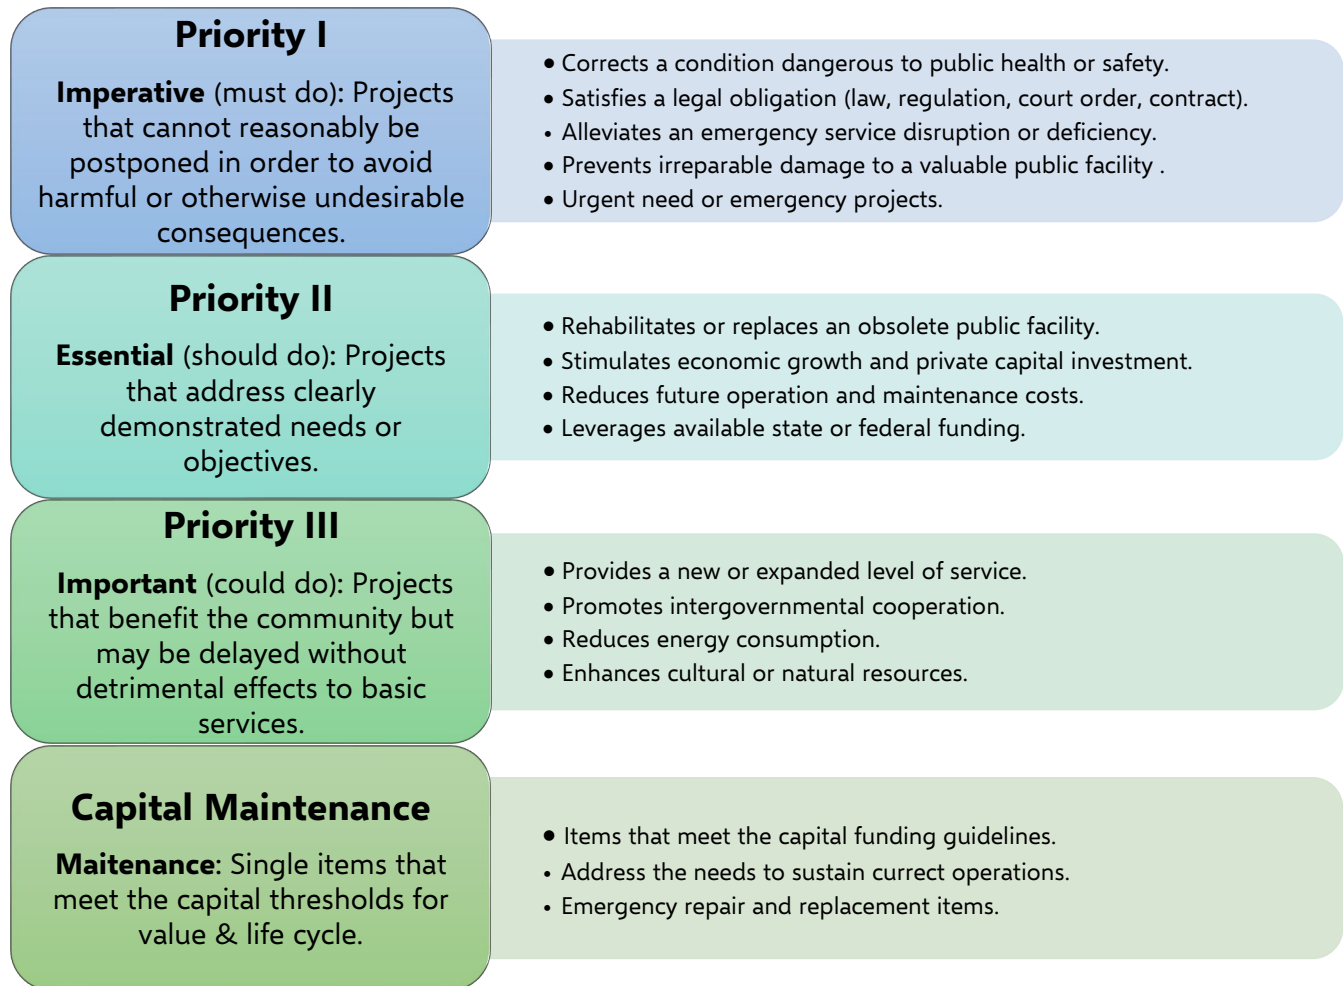 Priority I
Imperative (must do): Projects
that cannot reasonably be
postponed in order to avoid
harmful or otherwise undesirable
consequences.
• Corrects a condition dangerous to public health or safety.
• Satisfies a legal obligation (law, regulation, court order, contract).
• Alleviates an emergency service disruption or deficiency.
• Prevents irreparable damage to a valuable public facility .
• Urgent need or emergency projects.
Priority II
Essential (should do): Projects
that address clearly
demonstrated needs or
objectives.
• Rehabilitates or replaces an obsolete public facility.
• Stimulates economic growth and private capital investment.
• Reduces future operation and maintenance costs.
• Leverages available state or federal funding.
Priority III
Important (could do): Projects
that benefit the community but
may be delayed without
detrimental effects to basic
services.
• Provides a new or expanded level of service.
• Promotes intergovernmental cooperation.
• Reduces energy consumption.
• Enhances cultural or natural resources.
Capital Maintenance
Maitenance: Single items that
meet the capital thresholds for
value & life cycle.
• Items that meet the capital funding guidelines.
• Address the needs to sustain currect operations.
• Emergency repair and replacement items.